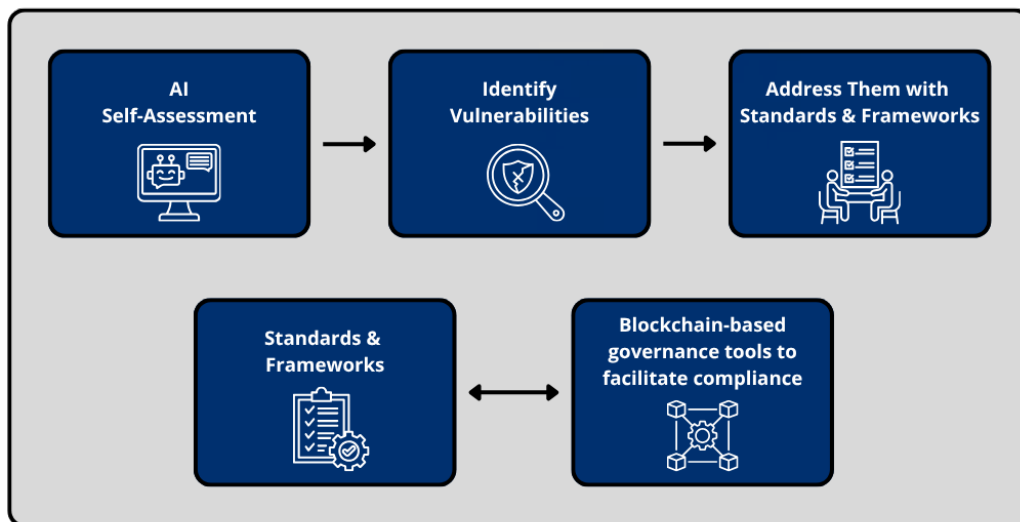 AI
Self-Assessment
Identify
Vulnerabilities
Address Them with
Standards & Frameworks
Standards &
Frameworks
Blockchain-based
governance tools to
facilitate compliance